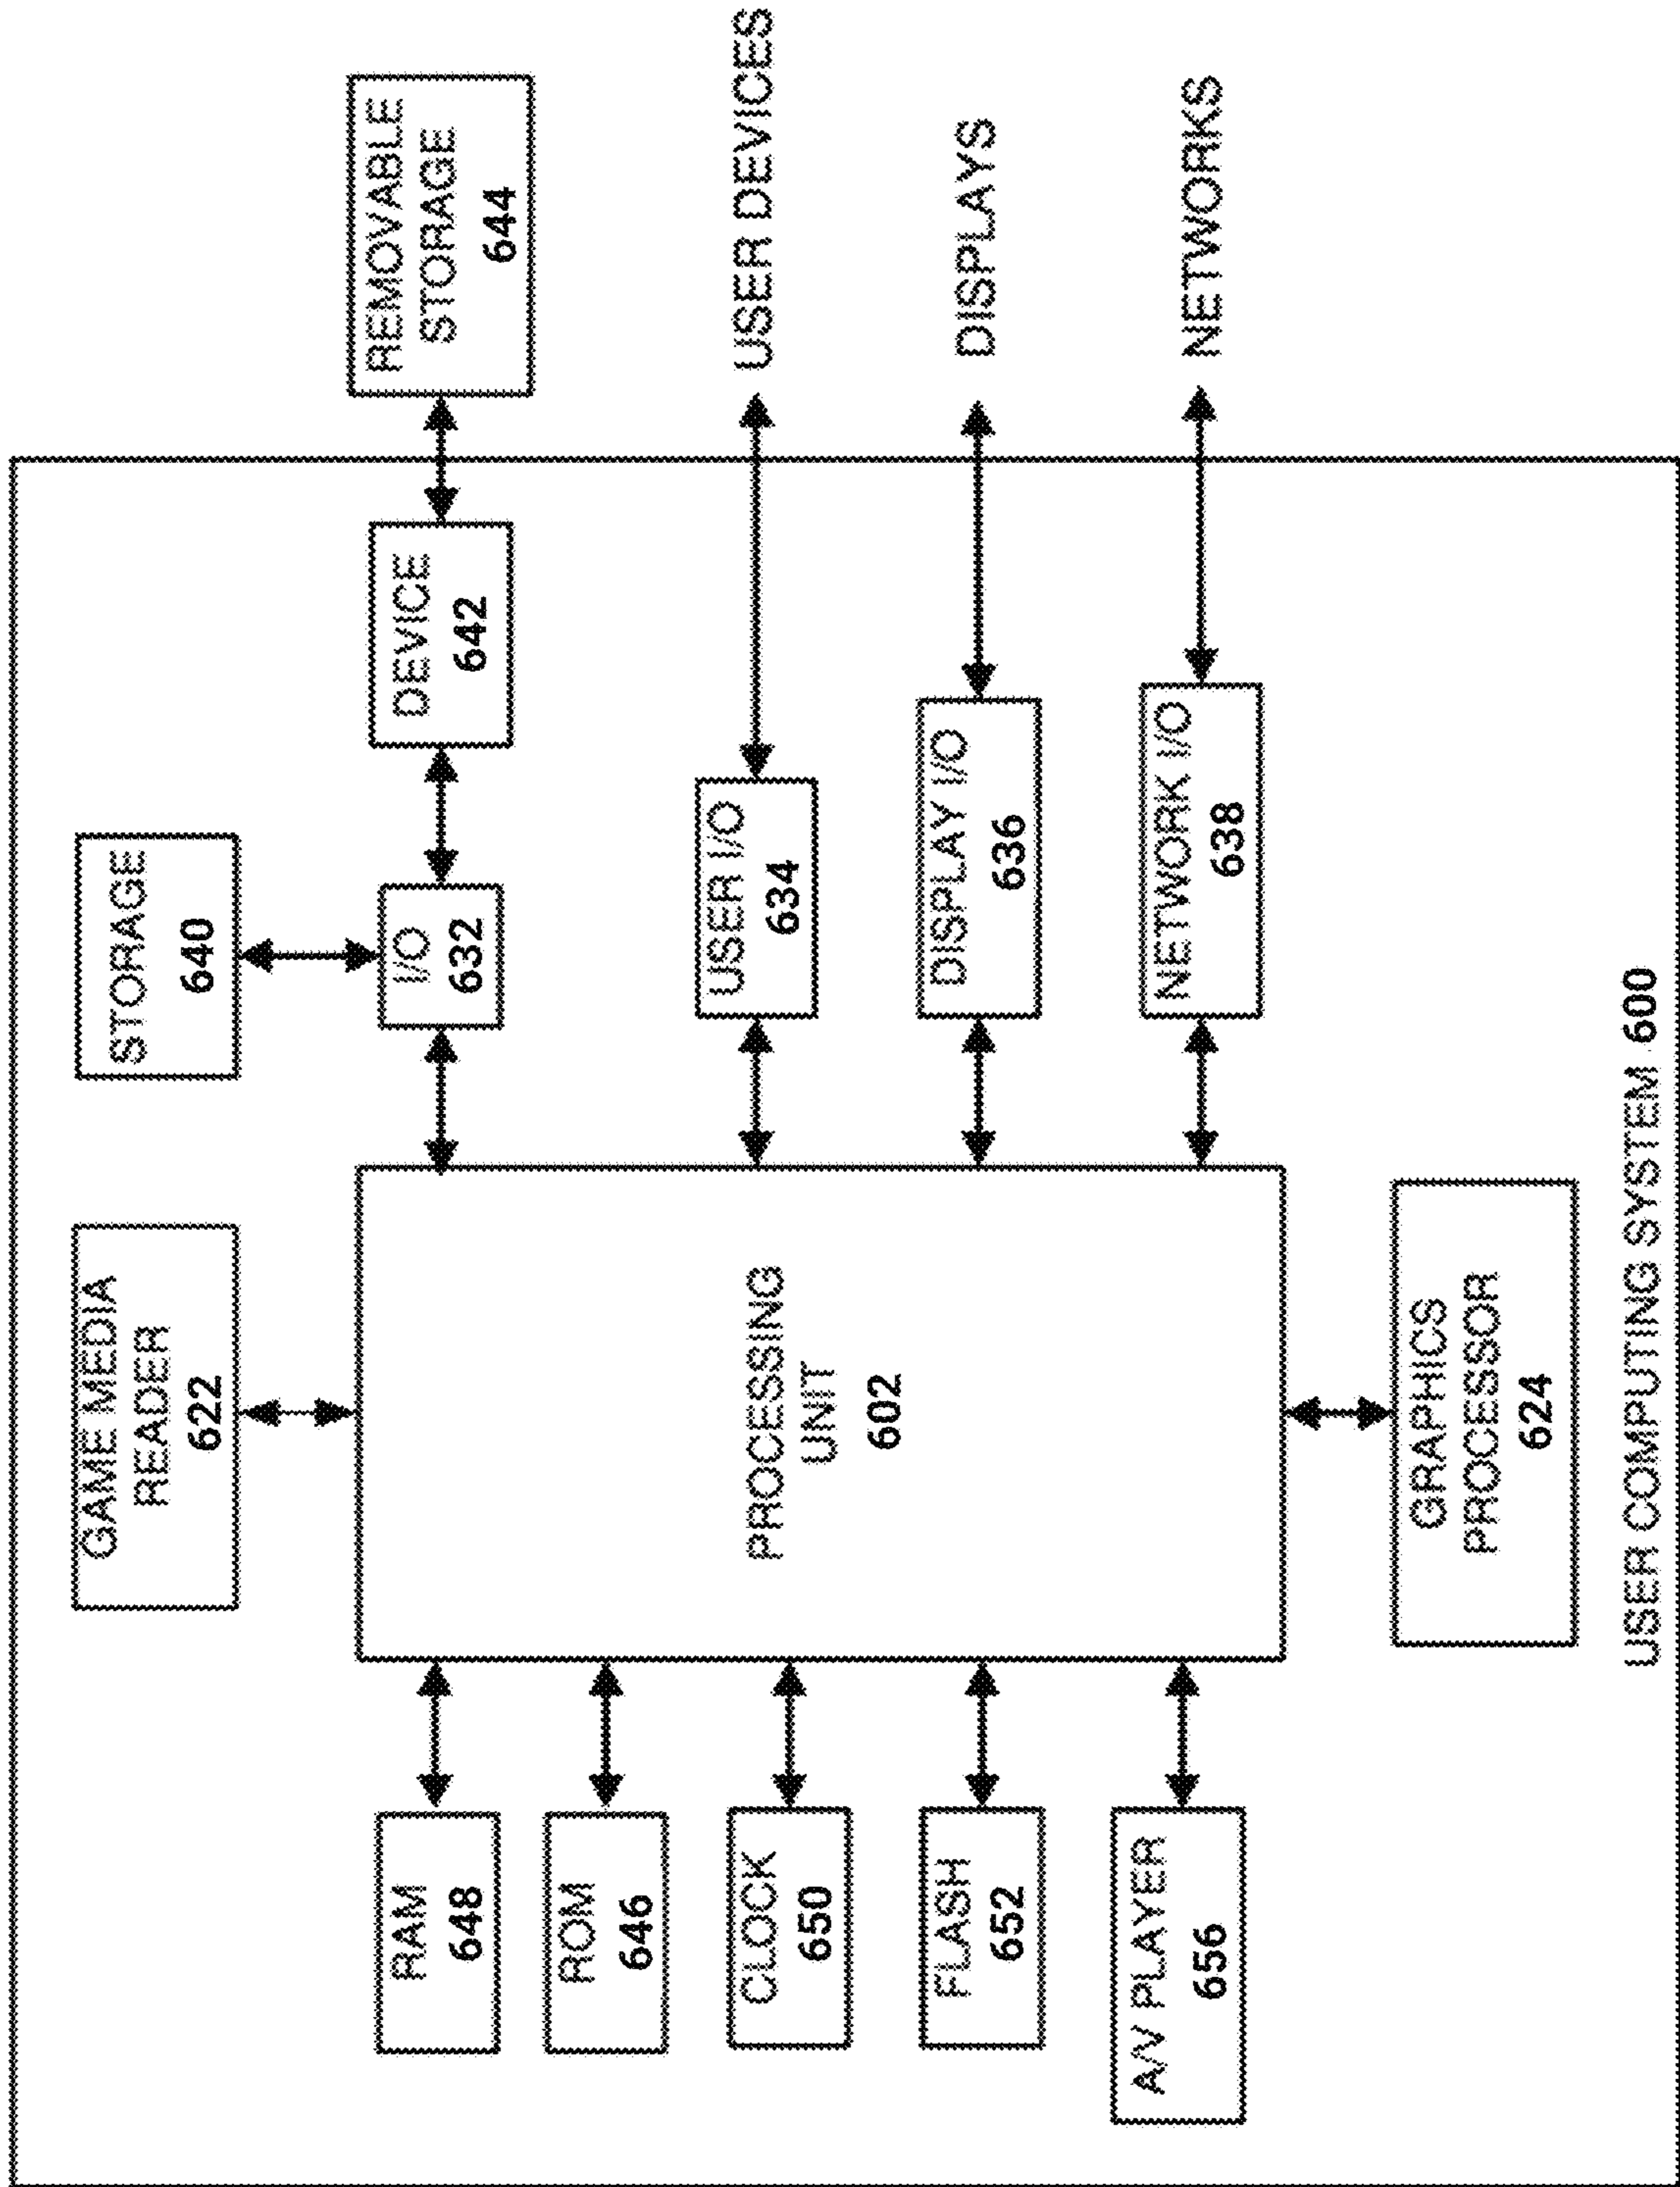 GAME MEDIA
READER
622
STORAGE
640
RAM
648
ROM
646
CLOCK
650
FLASH
652
A/V PLAYER
656
PROCESSING
UNIT
602
I/O
632
DEVICE
642
REMOVABLE
STORAGE
644
USER I/O
634
USER DEVICES
DISPLAY I/O
636
DISPLAYS
NETWORK I/O
638
NETWORKS
GRAPHICS
PROCESSOR
624
USER COMPUTING SYSTEM 600